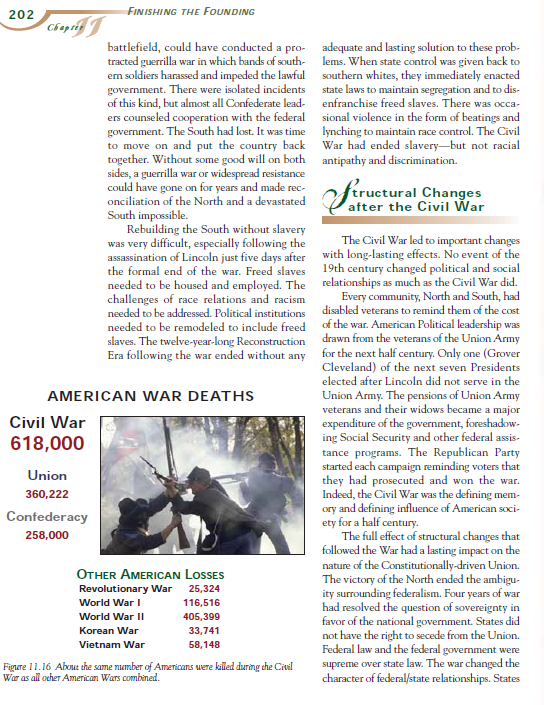 202
FINISHING THE FOUNDING
Chapter 11
battlefield, could have conducted a pro-
tracted guerrilla war in which bands of south-
ern soldiers harassed and impeded the lawful
government. There were isolated incidents
of this kind, but almost all Confederate lead-
ers counseled cooperation with the federal
government. The South had lost. It was time
to move on and put the country back
together. Without some good will on both
sides, a guerrilla war or widespread resistance
could have gone on for years and made rec-
onciliation of the North and a devastated
South impossible.
Rebuilding the South without slavery
was very difficult, especially following the
assassination of Lincoln just five days after
the formal end of the war. Freed slaves
needed to be housed and employed. The
challenges of race relations and racism
needed to be addressed. Political institutions
needed to be remodeled to include freed
slaves. The twelve-year-long Reconstruction
Era following the war ended without any
AMERICAN WAR DEATHS
Civil War
618,000
Union
360,222
Confederacy
258,000
OTHER AMERICAN LOSSES
Revolutionary War 25,324
World War I 116,516
World War II 405,399
Korean War 33,741
Vietnam War 58,148
Figure 11.16 About the same number of Americans were killed during the Civil
War as all other American Wars combined.
adequate and lasting solution to these prob-
lems. When state control was given back to
southern whites, they immediately enacted
state laws to maintain segregation and to dis-
enfranchise freed slaves. There was occa-
sional violence in the form of beatings and
lynching to maintain race control. The Civil
War had ended slavery—but not racial
antipathy and discrimination.
Structural Changes
after the Civil War
The Civil War led to important changes
with long-lasting effects. No event of the
19th century changed political and social
relationships as much as the Civil War did.
Every community, North and South, had
disabled veterans to remind them of the cost
of the war. American Political leadership was
drawn from the veterans of the Union Army
for the next half century. Only one (Grover
Cleveland) of the next seven Presidents
elected after Lincoln did not serve in the
Union Army. The pensions of Union Army
veterans and their widows became a major
expenditure of the government, foreshadow-
ing Social Security and other federal assis-
tance programs. The Republican Party
started each campaign reminding voters that
they had prosecuted and won the war.
Indeed, the Civil War was the defining mem-
ory and defining influence of American soci-
ety for a half century.
The full effect of structural changes that
followed the War had a lasting impact on the
nature of the Constitutionally-driven Union.
The victory of the North ended the ambigu-
ity surrounding federalism. Four years of war
had resolved the question of sovereignty in
favor of the national government. States did
not have the right to secede from the Union.
Federal law and the federal government were
supreme over state law. The war changed the
character of federal/state relationships. States